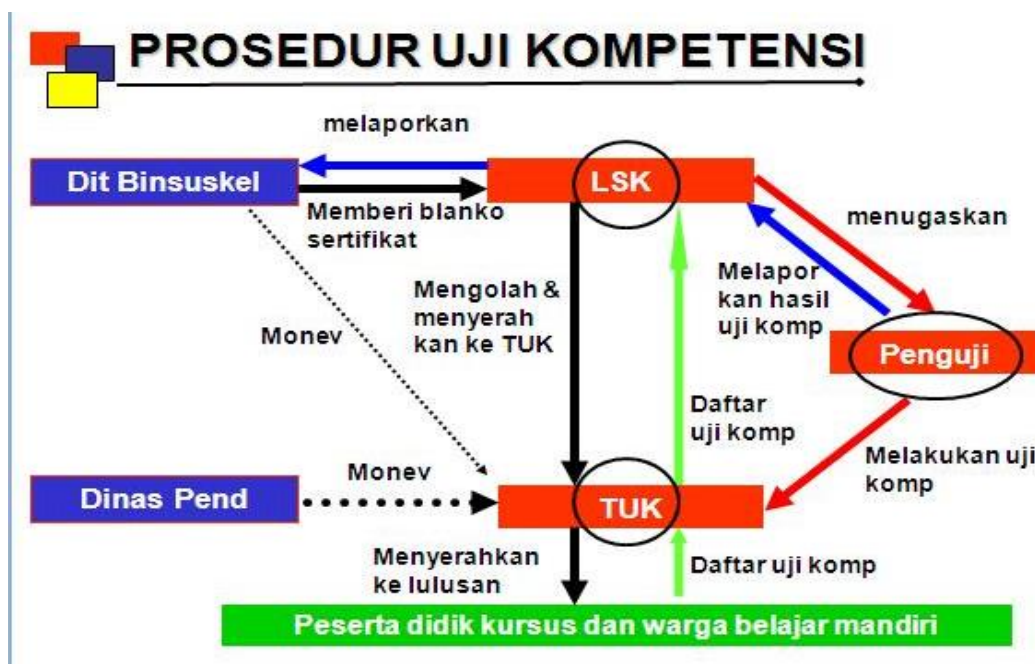 PROSEDUR UJI KOMPETENSI
melaporkan
Dit Binsuskel
LSK
Memberi blanko
sertifikat
menugaskan
Mengolah &
menyerah
kan ke TUK
Melapor
kan hasil
uji komp
Monev
Penguji
Daftar
uji komp
Melakukan uji
komp
Monev
Dinas Pend
TUK
Menyerahkan
ke lulusan
Daftar uji komp
Peserta didik kursus dan warga belajar mandiri